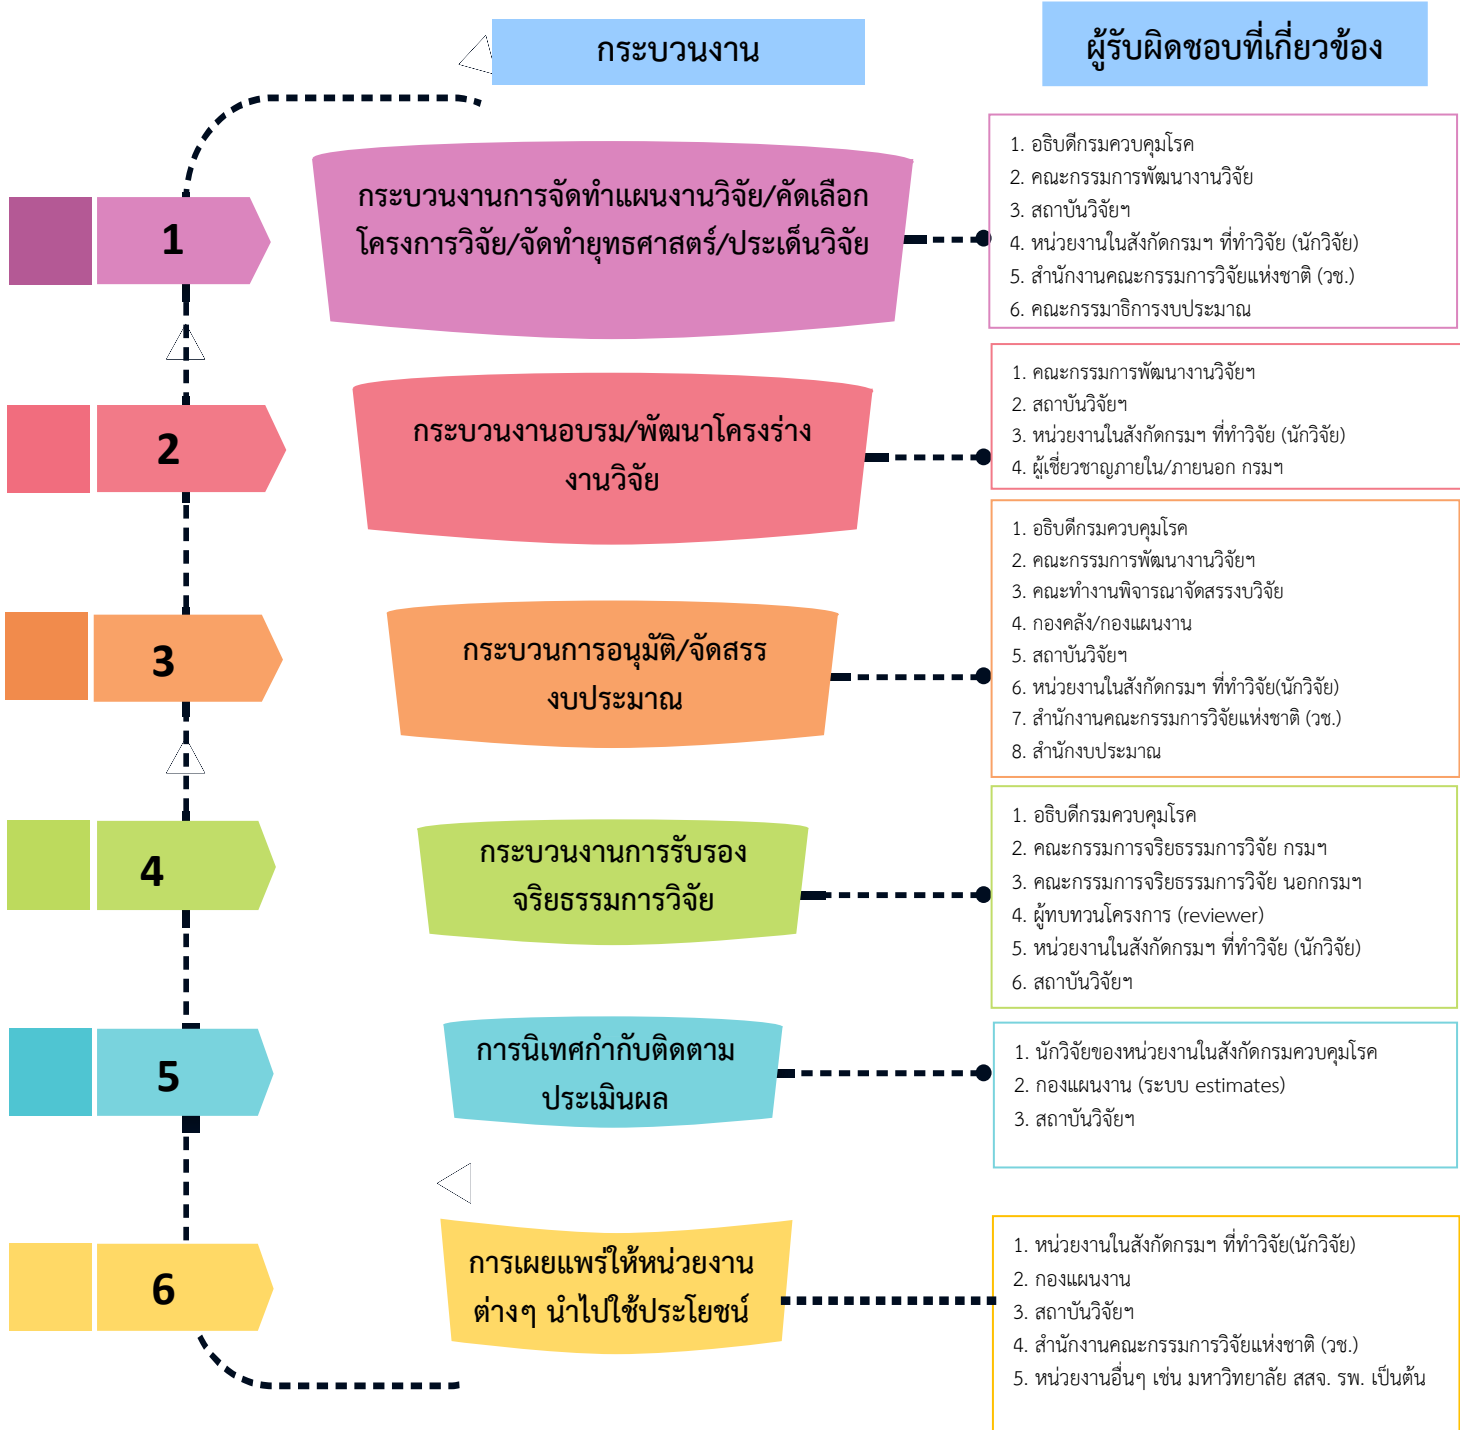 กระบวนงาน
ผู้รับผิดชอบที่เกี่ยวข้อง
1
กระบวนงานการจัดทำแผนงานวิจัย/คัดเลือก
โครงการวิจัย/จัดทำยุทธศาสตร์/ประเด็นวิจัย
1. อธิบดีกรมควบคุมโรค
2. คณะกรรมการพัฒนางานวิจัย
3. สถาบันวิจัยฯ
4. หน่วยงานในสังกัดกรมฯ ที่ทำวิจัย (นักวิจัย)
5. สำนักงานคณะกรรมการวิจัยแห่งชาติ (วช.)
6. คณะกรรมาธิการงบประมาณ
2
กระบวนงานอบรม/พัฒนาโครงร่าง
งานวิจัย
1. คณะกรรมการพัฒนางานวิจัยฯ
2. สถาบันวิจัยฯ
3. หน่วยงานในสังกัดกรมฯ ที่ทำวิจัย (นักวิจัย)
4. ผู้เชี่ยวชาญภายใน/ภายนอก กรมฯ
3
กระบวนการอนุมัติ/จัดสรร
งบประมาณ
1. อธิบดีกรมควบคุมโรค
2. คณะกรรมการพัฒนางานวิจัยฯ
3. คณะทำงานพิจารณาจัดสรรงบวิจัย
4. กองคลัง/กองแผนงาน
5. สถาบันวิจัยฯ
6. หน่วยงานในสังกัดกรมฯ ที่ทำวิจัย(นักวิจัย)
7. สำนักงานคณะกรรมการวิจัยแห่งชาติ (วช.)
8. สำนักงบประมาณ
4
กระบวนงานการรับรอง
จริยธรรมการวิจัย
1. อธิบดีกรมควบคุมโรค
2. คณะกรรมการจริยธรรมการวิจัย กรมฯ
3. คณะกรรมการจริยธรรมการวิจัย นอกกรมฯ
4. ผู้ทบทวนโครงการ (reviewer)
5. หน่วยงานในสังกัดกรมฯ ที่ทำวิจัย (นักวิจัย)
6. สถาบันวิจัยฯ
5
การนิเทศกำกับติดตาม
ประเมินผล
1. นักวิจัยของหน่วยงานในสังกัดกรมควบคุมโรค
2. กองแผนงาน (ระบบ estimates)
3. สถาบันวิจัยฯ
6
การเผยแพร่ให้หน่วยงาน
ต่างๆ นำไปใช้ประโยชน์
1. หน่วยงานในสังกัดกรมฯ ที่ทำวิจัย(นักวิจัย)
2. กองแผนงาน
3. สถาบันวิจัยฯ
4. สำนักงานคณะกรรมการวิจัยแห่งชาติ (วช.)
5. หน่วยงานอื่นๆ เช่น มหาวิทยาลัย สสจ. รพ. เป็นต้น